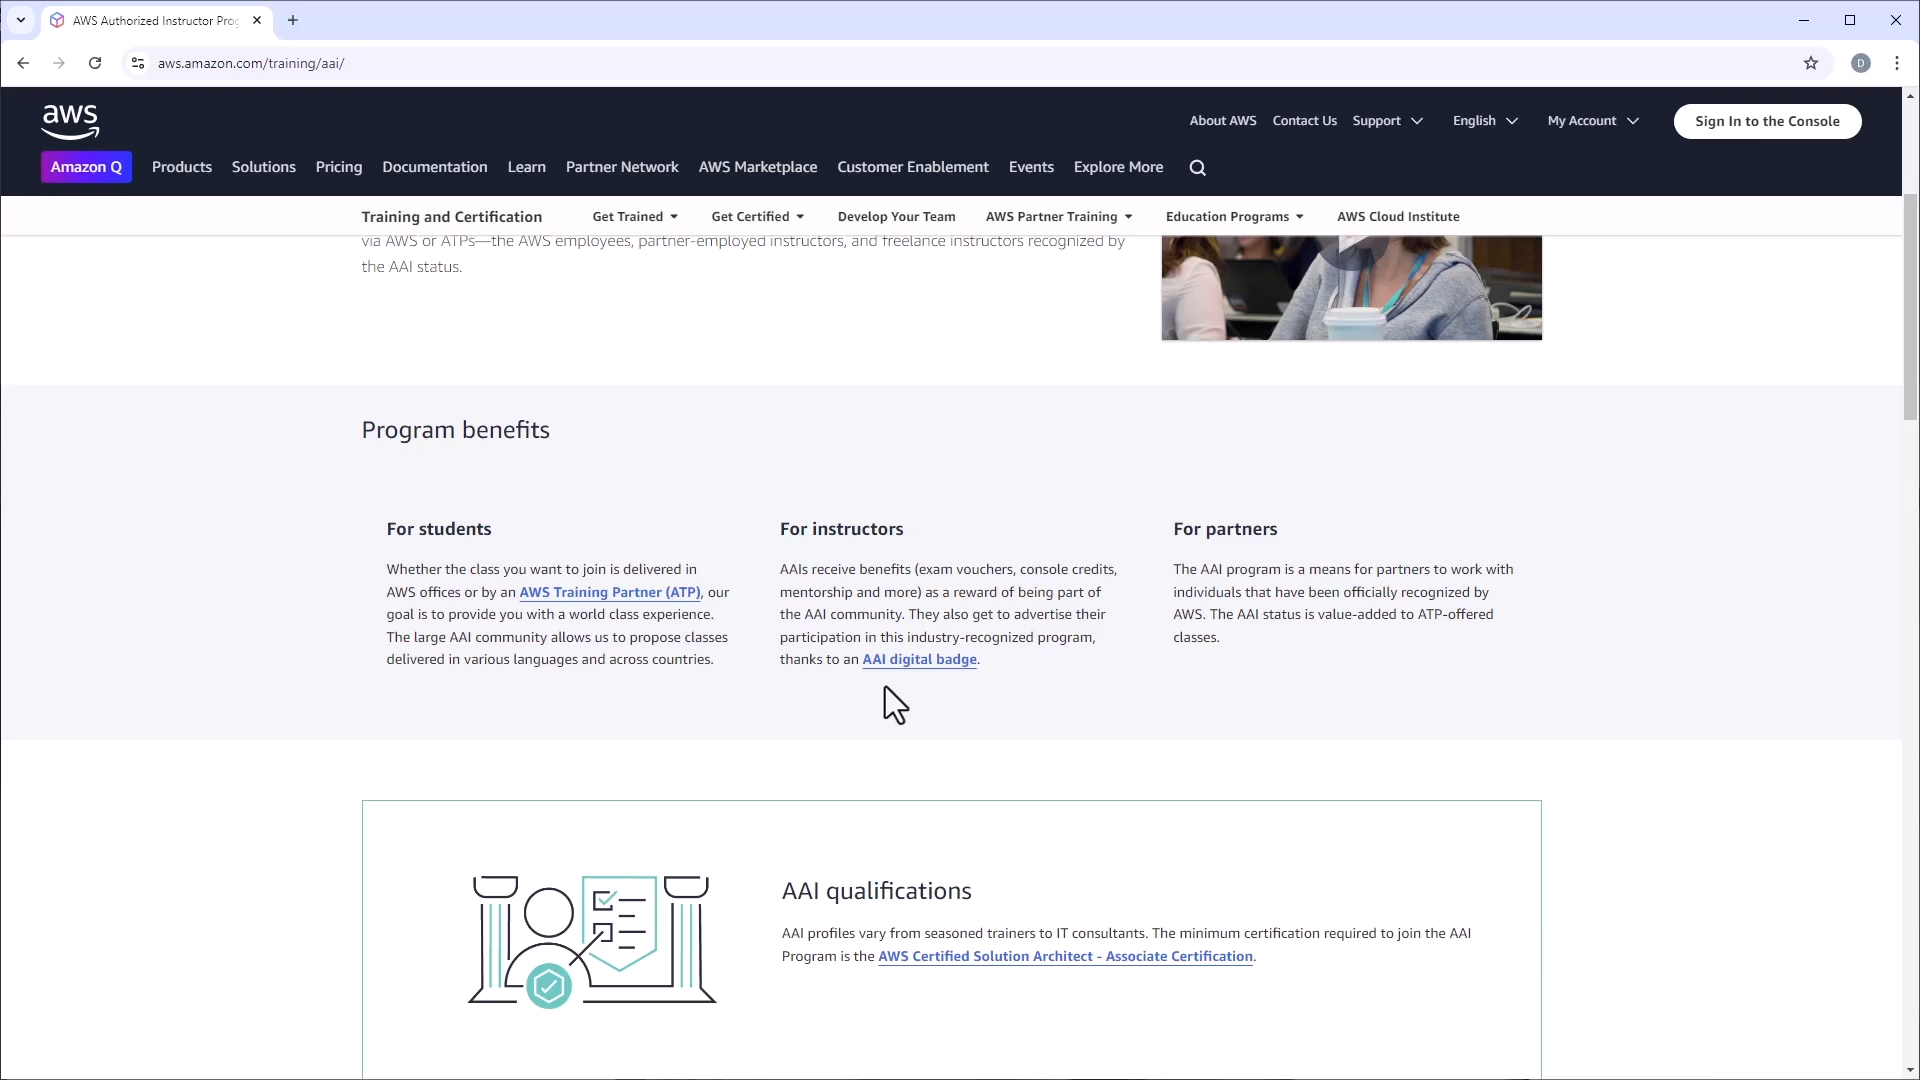 AWS Authorized Instructor Prog
aws.amazon.com/training/aai/
D
aws
About AWS
Contact Us
Support
English
My Account
Sign In to the Console
Amazon Q
Products
Solutions
Pricing
Documentation
Learn
Partner Network
AWS Marketplace
Customer Enablement
Events
Explore More
Training and Certification
Get Trained
Get Certified
Develop Your Team
AWS Partner Training
Education Programs
AWS Cloud Institute
via AWS or ATPs—the AWS employees, partner-employed instructors, and freelance instructors recognized by
the AAI status.
Program benefits
For students
Whether the class you want to join is delivered in
AWS offices or by an AWS Training Partner (ATP), our
goal is to provide you with a world class experience.
The large AAI community allows us to propose classes
delivered in various languages and across countries.
For instructors
AAIs receive benefits (exam vouchers, console credits,
mentorship and more) as a reward of being part of
the AAI community. They also get to advertise their
participation in this industry-recognized program,
thanks to an AAI digital badge.
For partners
The AAI program is a means for partners to work with
individuals that have been officially recognized by
AWS. The AAI status is value-added to ATP-offered
classes.
AAI qualifications
AAI profiles vary from seasoned trainers to IT consultants. The minimum certification required to join the AAI
Program is the AWS Certified Solution Architect - Associate Certification.